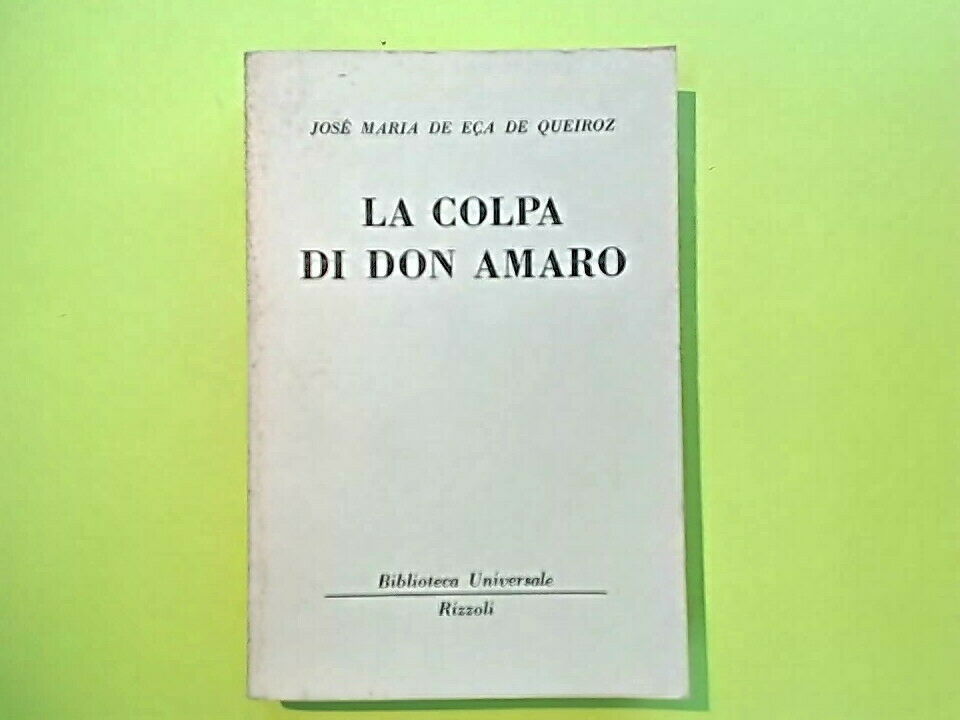 JOSÉ MARIA DE EÇA DE QUEIROZ
LA COLPA
DI DON AMARO
Biblioteca Universale
Rizzoli